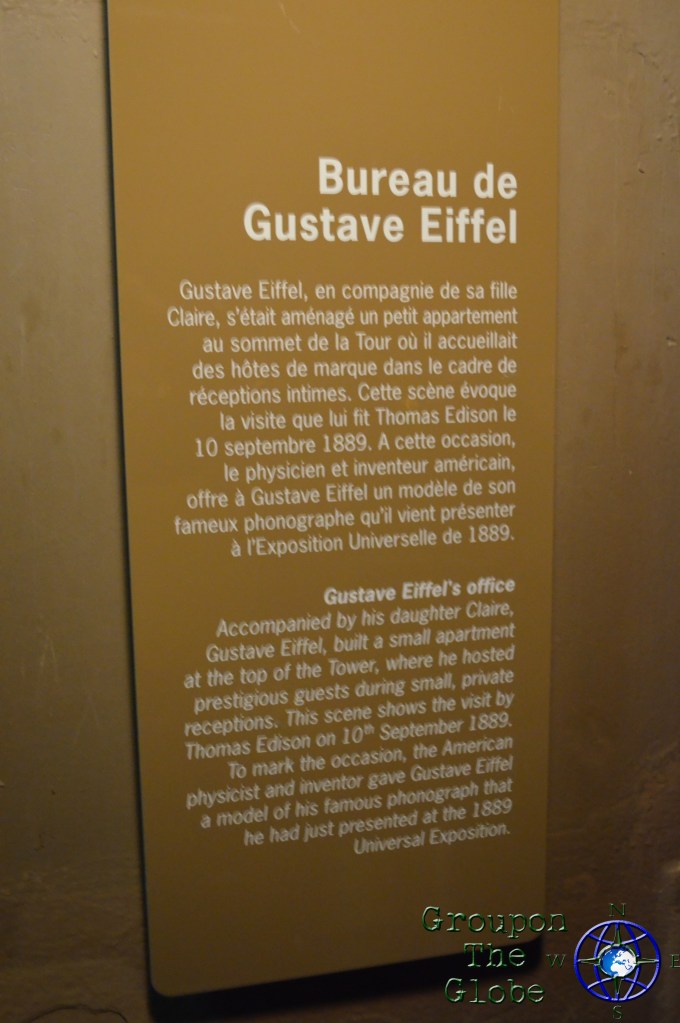 Bureau de
Gustave Eiffel
Gustave Eiffel, en compagnie de sa fille
Claire, s'était aménagé un petit appartement
au sommet de la Tour où il accueillait
des hôtes de marque dans le cadre de
réceptions intimes. Cette scène évoque
la visite que lui fit Thomas Edison le
10 septembre 1889. A cette occasion,
le physicien et inventeur américain,
offre à Gustave Eiffel un modèle de son
fameux phonographe qu'il vient présenter
à l'Exposition Universelle de 1889.
Gustave Eiffel's office
Accompanied by his daughter Claire,
Gustave Eiffel, built a small apartment
at the top of the Tower, where he hosted
prestigious guests during small, private
receptions. This scene shows the visit by
Thomas Edison on 10th September 1889.
To mark the occasion, the American
physicist and inventor gave Gustave Eiffel
a model of his famous phonograph that
he had just presented at the 1889
Universal Exposition.
Groupon
The
Globe
N
W E
S